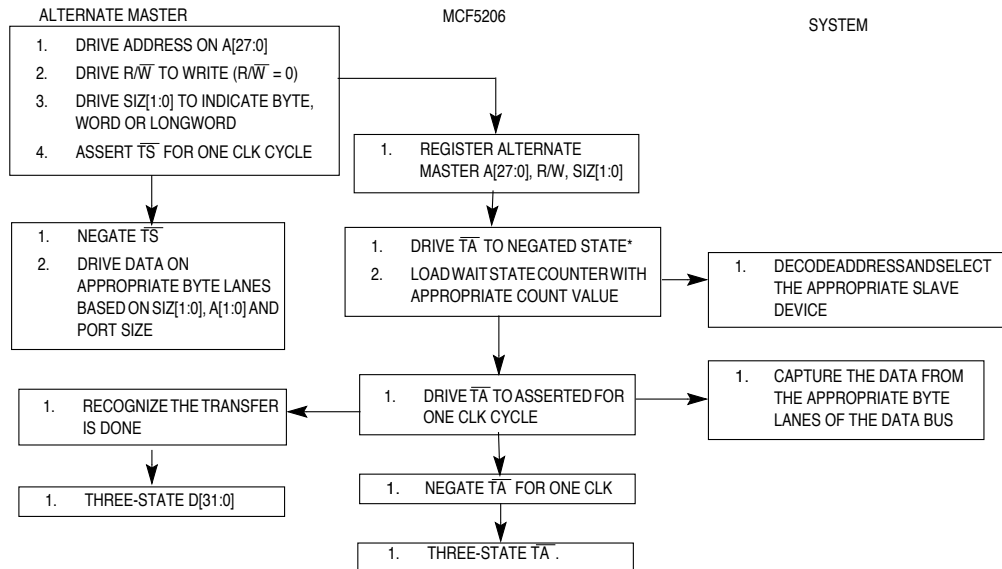 ALTERNATE MASTER
1. DRIVE ADDRESS ON A[27:0]
2. DRIVE R/W̅ TO WRITE (R/W̅ = 0)
3. DRIVE SIZ[1:0] TO INDICATE BYTE,
WORD OR LONGWORD
4. ASSERT T̅S̅ FOR ONE CLK CYCLE
1. NEGATE T̅S̅
2. DRIVE DATA ON
APPROPRIATE BYTE LANES
BASED ON SIZ[1:0], A[1:0] AND
PORT SIZE
1. RECOGNIZE THE TRANSFER
IS DONE
1. THREE-STATE D[31:0]
MCF5206
1. REGISTER ALTERNATE
MASTER A[27:0], R/W, SIZ[1:0]
1. DRIVE T̅A̅ TO NEGATED STATE*
2. LOAD WAIT STATE COUNTER WITH
APPROPRIATE COUNT VALUE
1. DRIVE T̅A̅ TO ASSERTED FOR
ONE CLK CYCLE
1. NEGATE T̅A̅ FOR ONE CLK
1. THREE-STATE T̅A̅.
SYSTEM
1. DECODEADDRESSANDSELECT
THE APPROPRIATE SLAVE
DEVICE
1. CAPTURE THE DATA FROM
THE APPROPRIATE BYTE
LANES OF THE DATA BUS